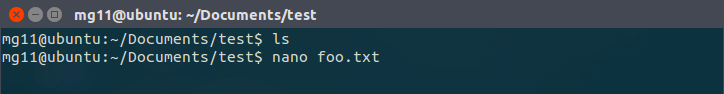 mg11@ubuntu: ~/Documents/test
mg11@ubuntu:~/Documents/test$ ls
mg11@ubuntu:~/Documents/test$ nano foo.txt